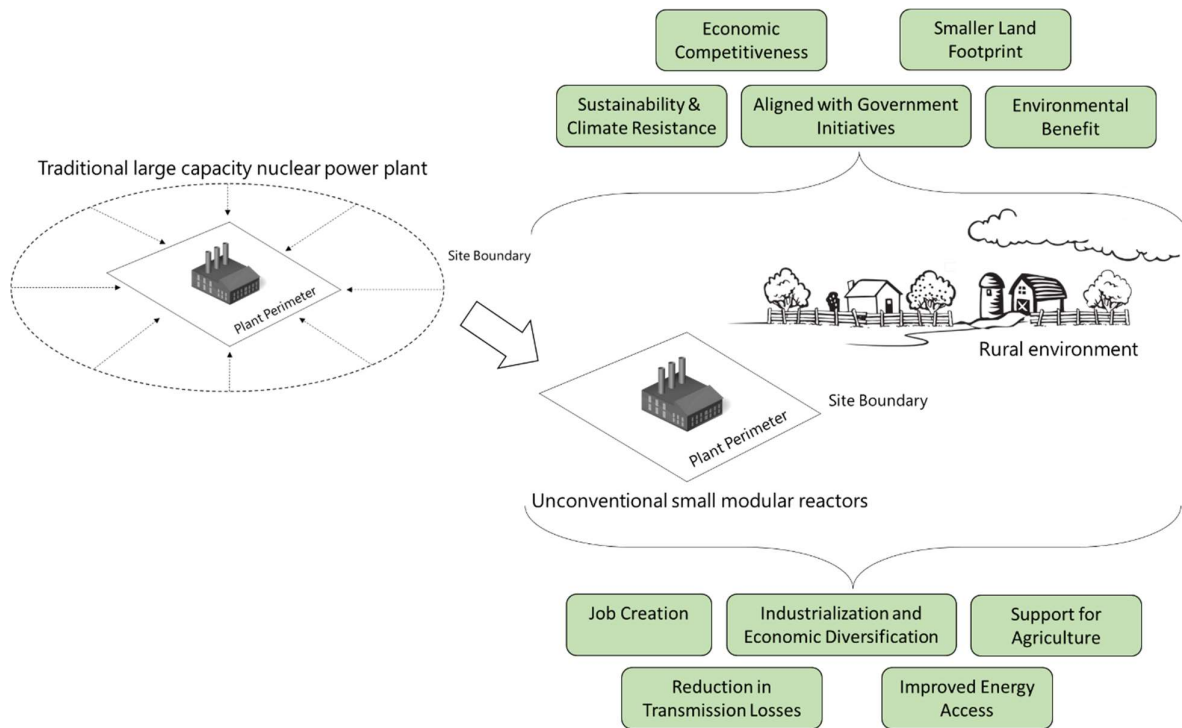 Economic
Competitiveness
Smaller Land
Footprint
Sustainability &
Climate Resistance
Aligned with Government
Initiatives
Environmental
Benefit
Traditional large capacity nuclear power plant
Site Boundary
Plant Perimeter
Rural environment
Site Boundary
Plant Perimeter
Unconventional small modular reactors
Job Creation
Industrialization and
Economic Diversification
Support for
Agriculture
Reduction in
Transmission Losses
Improved Energy
Access